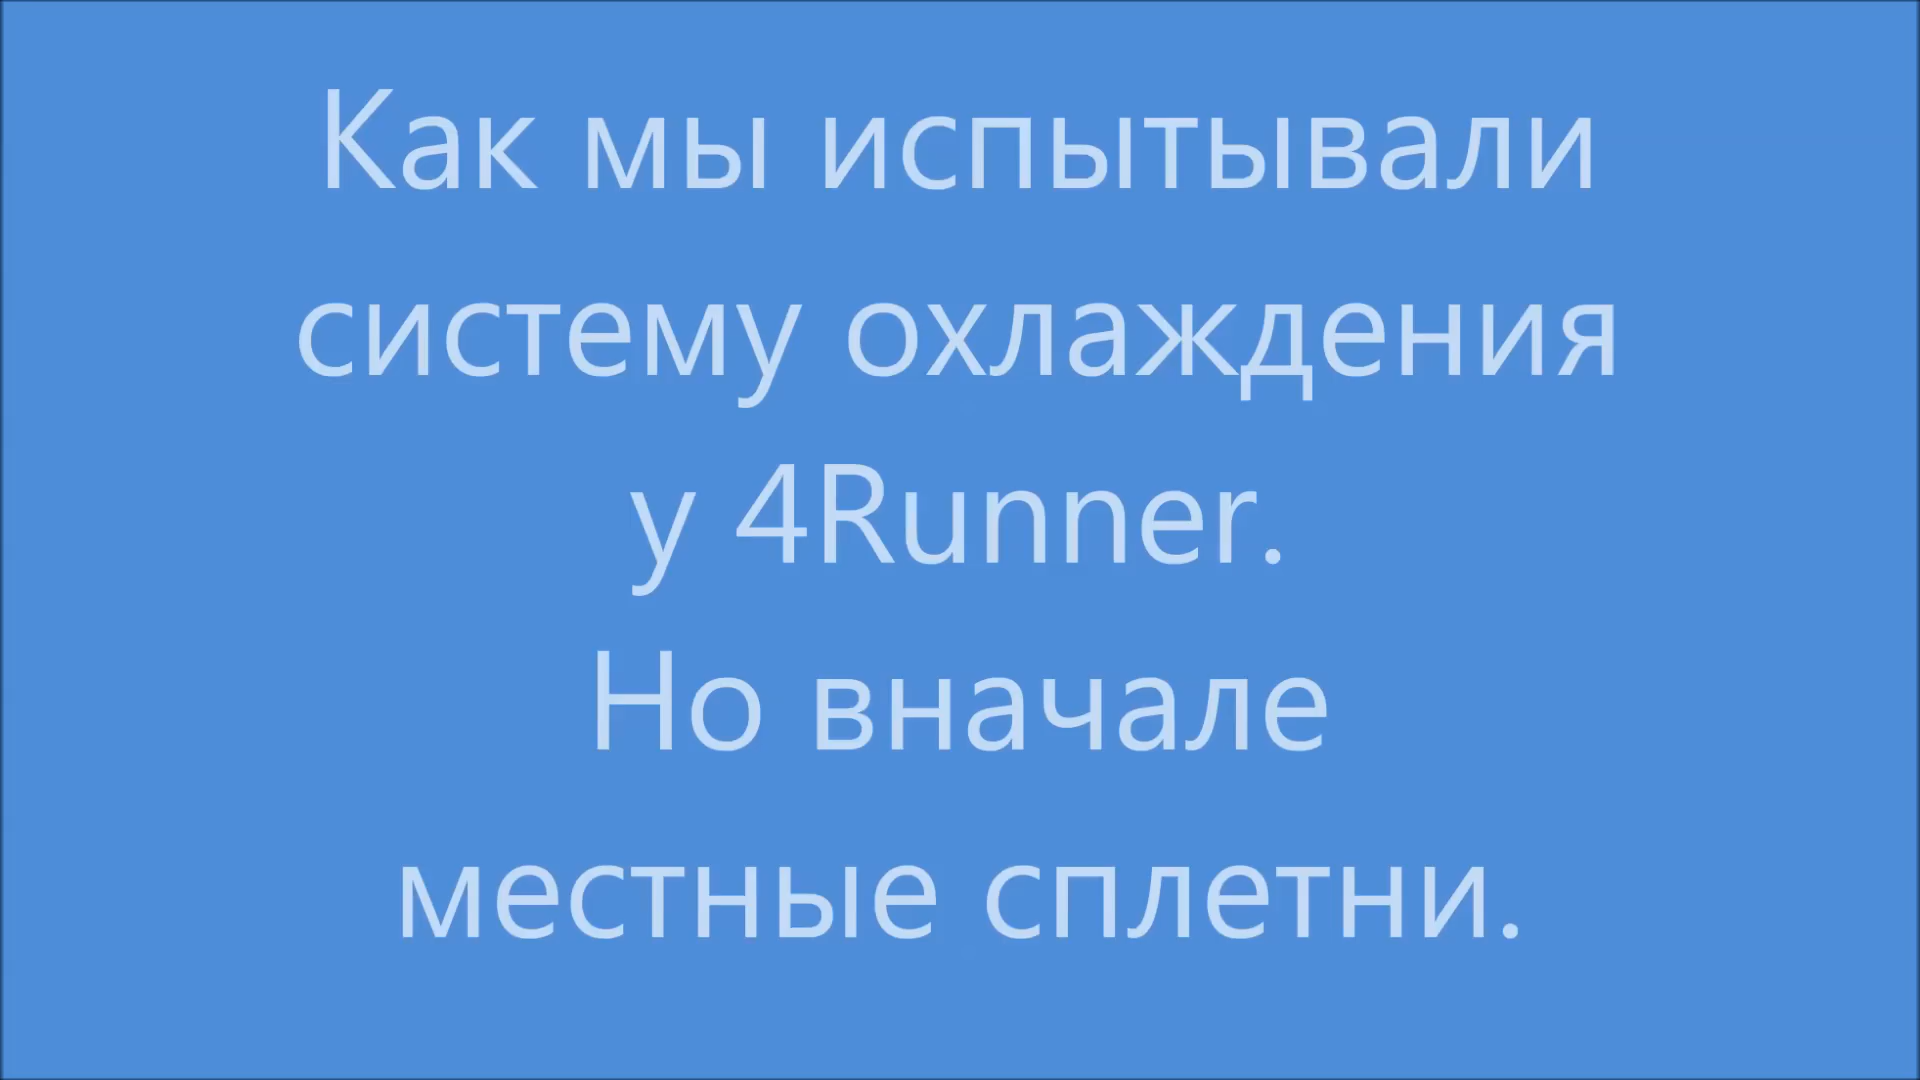 Как мы испытывали
систему охлаждения
у 4Runner.
Но вначале
местные сплетни.